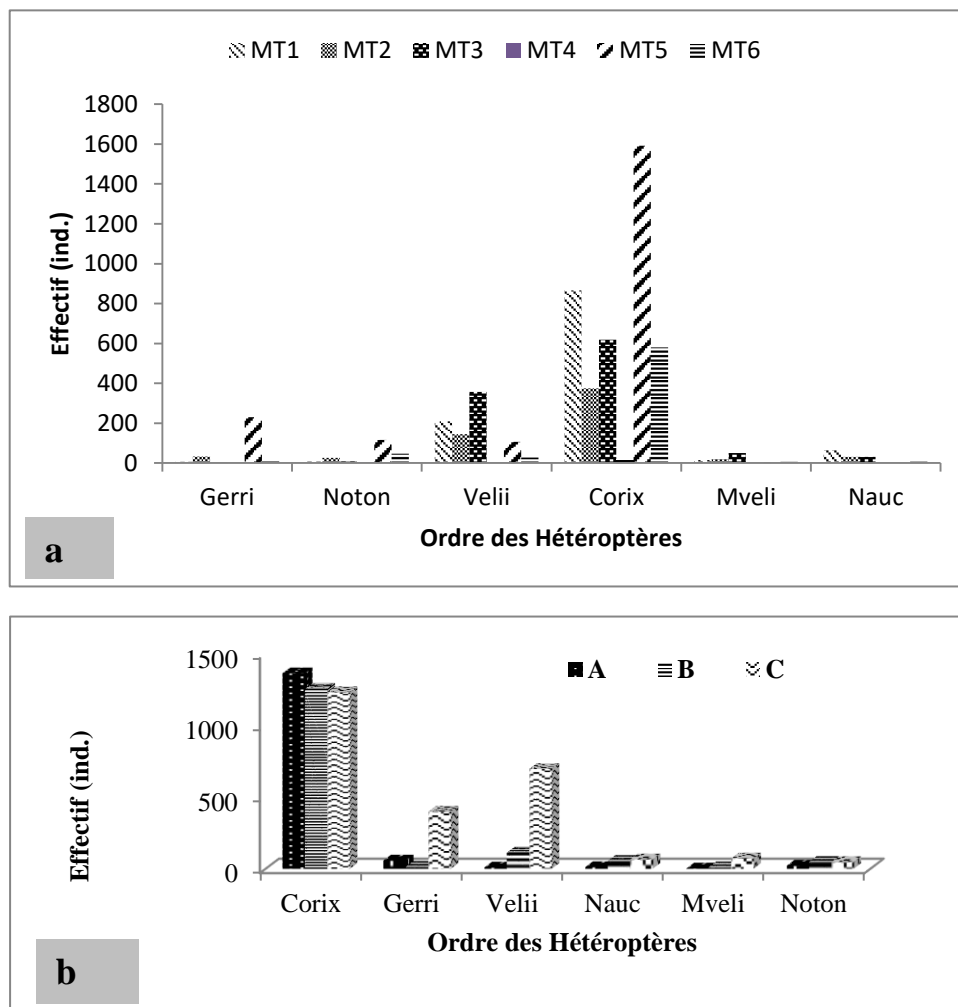 MT1 MT2 MT3 MT4 MT5 MT6
1800
1600
1400
1200
1000
800
600
400
200
0
Effectif (ind.)
Gerri Noton Velii Corix Mveli Nauc
Ordre des Hétéroptères
a
A B C
1500
1000
500
0
Effectif (ind.)
Corix Gerri Velii Nauc Mveli Noton
Ordre des Hétéroptères
b